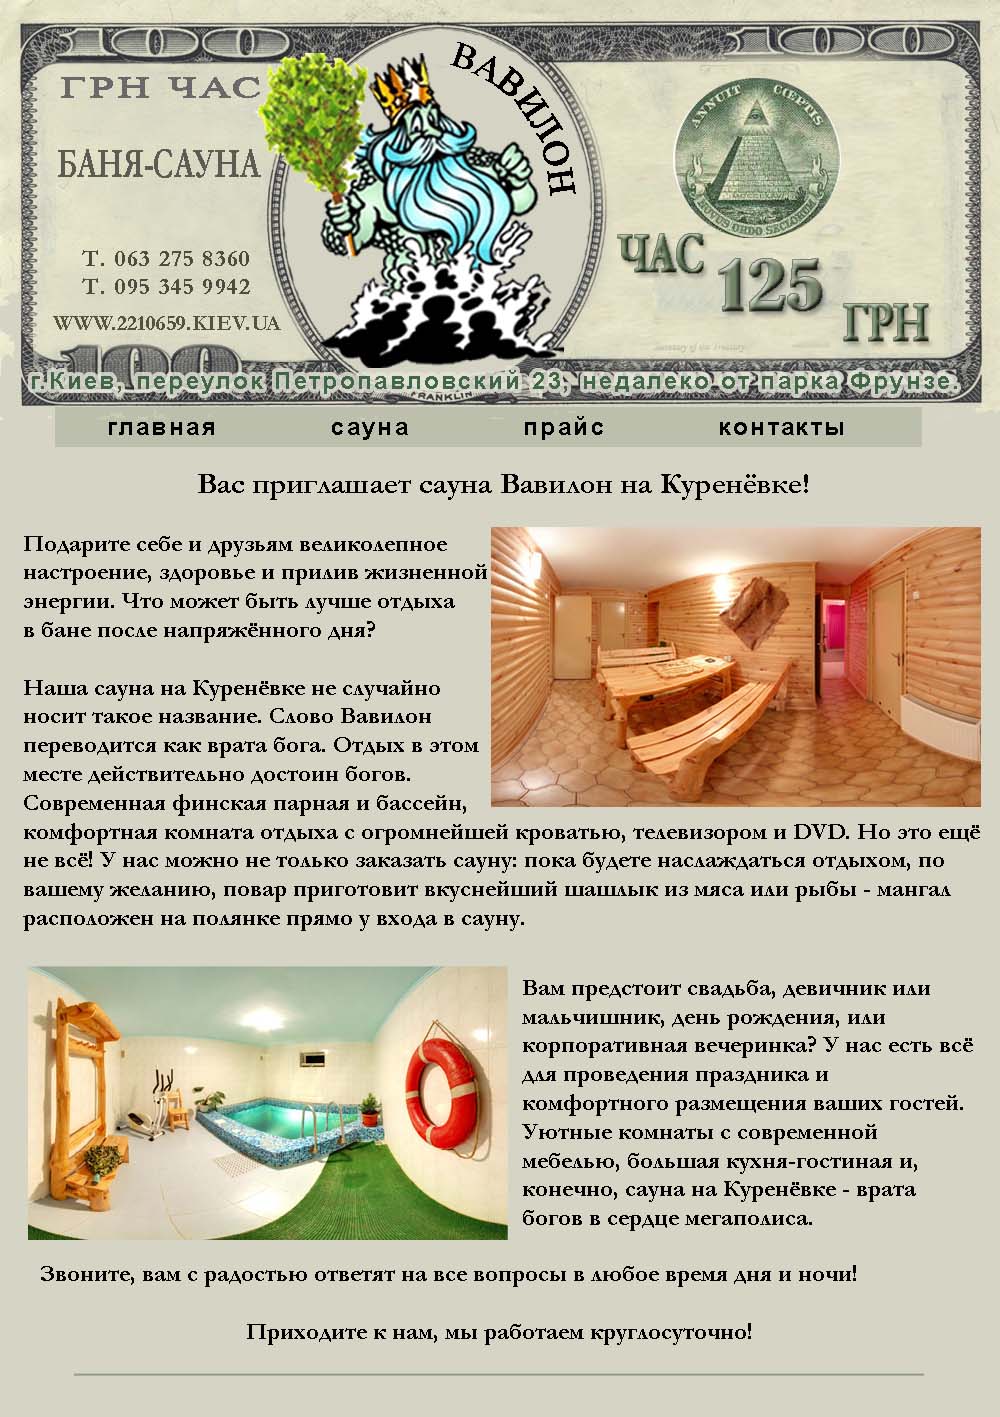 100
100
ГРН ЧАС
ВАВИЛОН
ANNUIT CŒPTIS
БАНЯ-САУНА
NOVUS ORDO SECLORUM
ЧАС 125 ГРН
Т. 063 275 8360
Т. 095 345 9942
WWW.2210659.KIEV.UA
Secretary of the Treasury
100
г.Киев, переулок Петропавловский 23, недалеко от парка Фрунзе.
FRANKLIN
главная сауна прайс контакты
Вас приглашает сауна Вавилон на Куренёвке!
Подарите себе и друзьям великолепное
настроение, здоровье и прилив жизненной
энергии. Что может быть лучше отдыха
в бане после напряжённого дня?
Наша сауна на Куренёвке не случайно
носит такое название. Слово Вавилон
переводится как врата бога. Отдых в этом
месте действительно достоин богов.
Современная финская парная и бассейн,
комфортная комната отдыха с огромнейшей кроватью, телевизором и DVD. Но это ещё
не всё! У нас можно не только заказать сауну: пока будете наслаждаться отдыхом, по
вашему желанию, повар приготовит вкуснейший шашлык из мяса или рыбы - мангал
расположен на полянке прямо у входа в сауну.
Вам предстоит свадьба, девичник или
мальчишник, день рождения, или
корпоративная вечеринка? У нас есть всё
для проведения праздника и
комфортного размещения ваших гостей.
Уютные комнаты с современной
мебелью, большая кухня-гостиная и,
конечно, сауна на Куренёвке - врата
богов в сердце мегаполиса.
Звоните, вам с радостью ответят на все вопросы в любое время дня и ночи!
Приходите к нам, мы работаем круглосуточно!